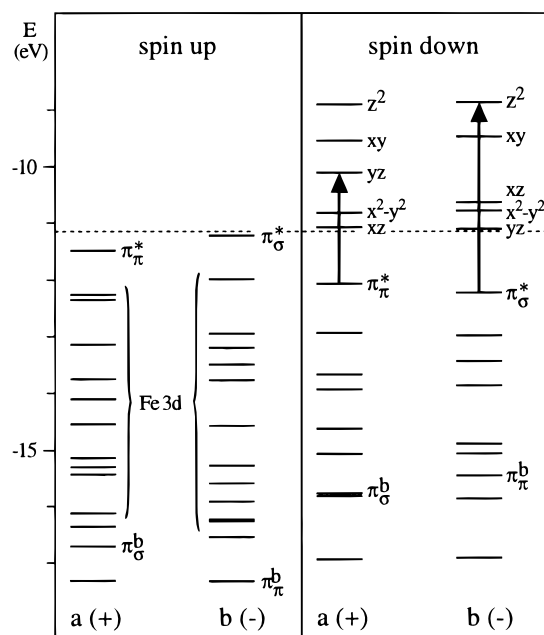 E
(eV)
spin up
spin down
-10
-15
π*π
Fe 3d
πbσ
a (+)
π*σ
πbπ
b (-)
z2
xy
yz
x2-y2
xz
π*π
πbσ
a (+)
z2
xy
xz
x2-y2
yz
π*σ
πbπ
b (-)